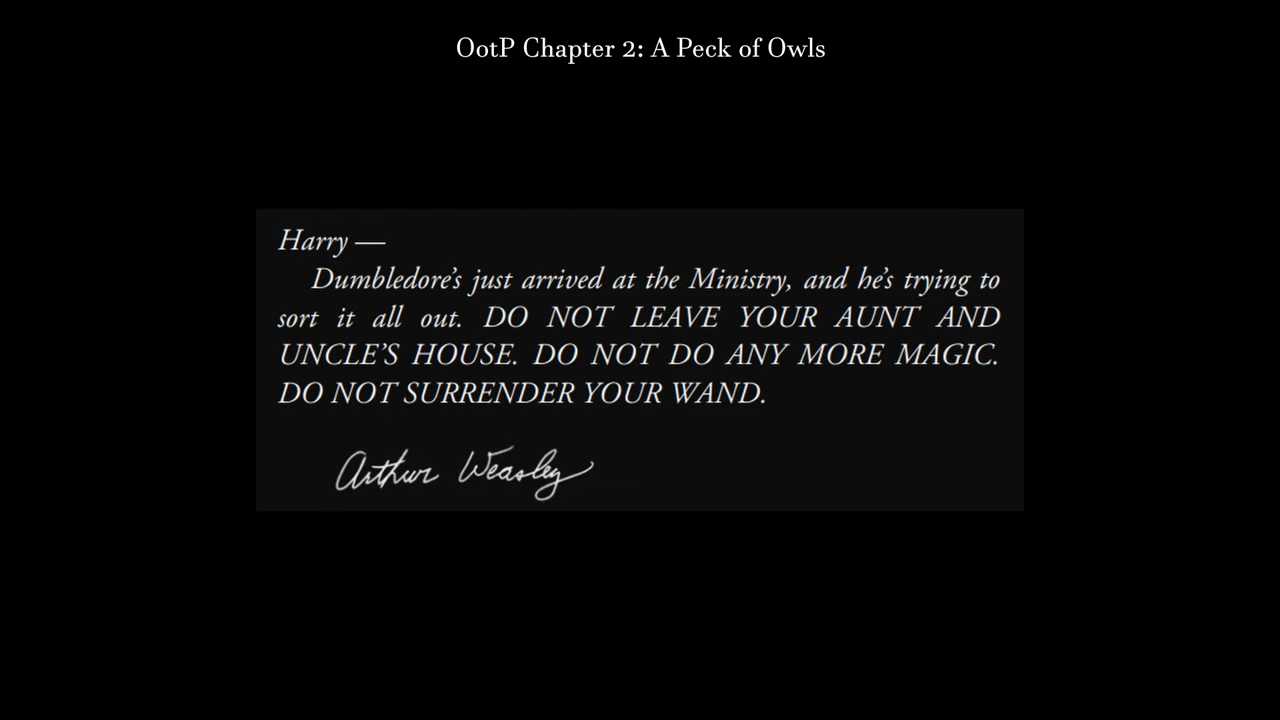 OotP Chapter 2: A Peck of Owls
Harry —
Dumbledore’s just arrived at the Ministry, and he’s trying to
sort it all out. DO NOT LEAVE YOUR AUNT AND
UNCLE’S HOUSE. DO NOT DO ANY MORE MAGIC.
DO NOT SURRENDER YOUR WAND.
Arthur Weasley